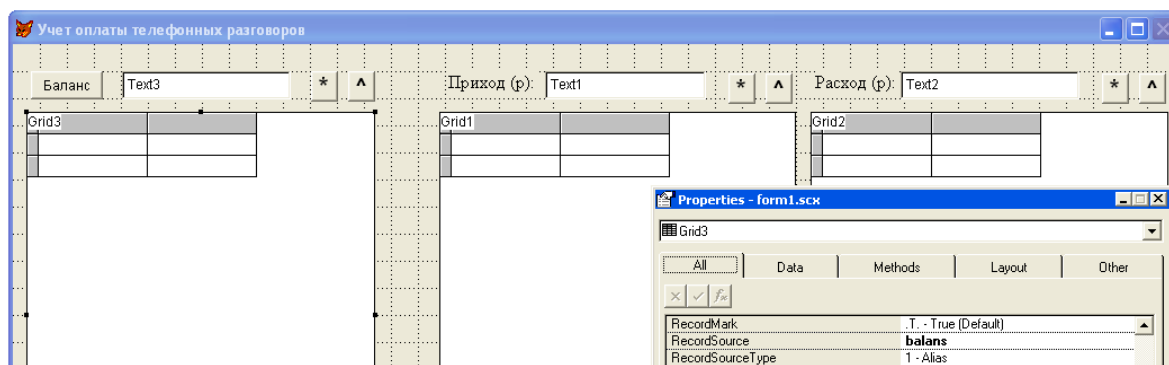 Учет оплаты телефонных разговоров
Баланс Text3 * ^ Приход (р): Text1 * ^ Расход (р): Text2 * ^
Grid3 Grid1 Grid2
Properties - form1.scx
Grid3
All Data Methods Layout Other
RecordMark .T. - True (Default)
RecordSource balans
RecordSourceType 1 - Alias